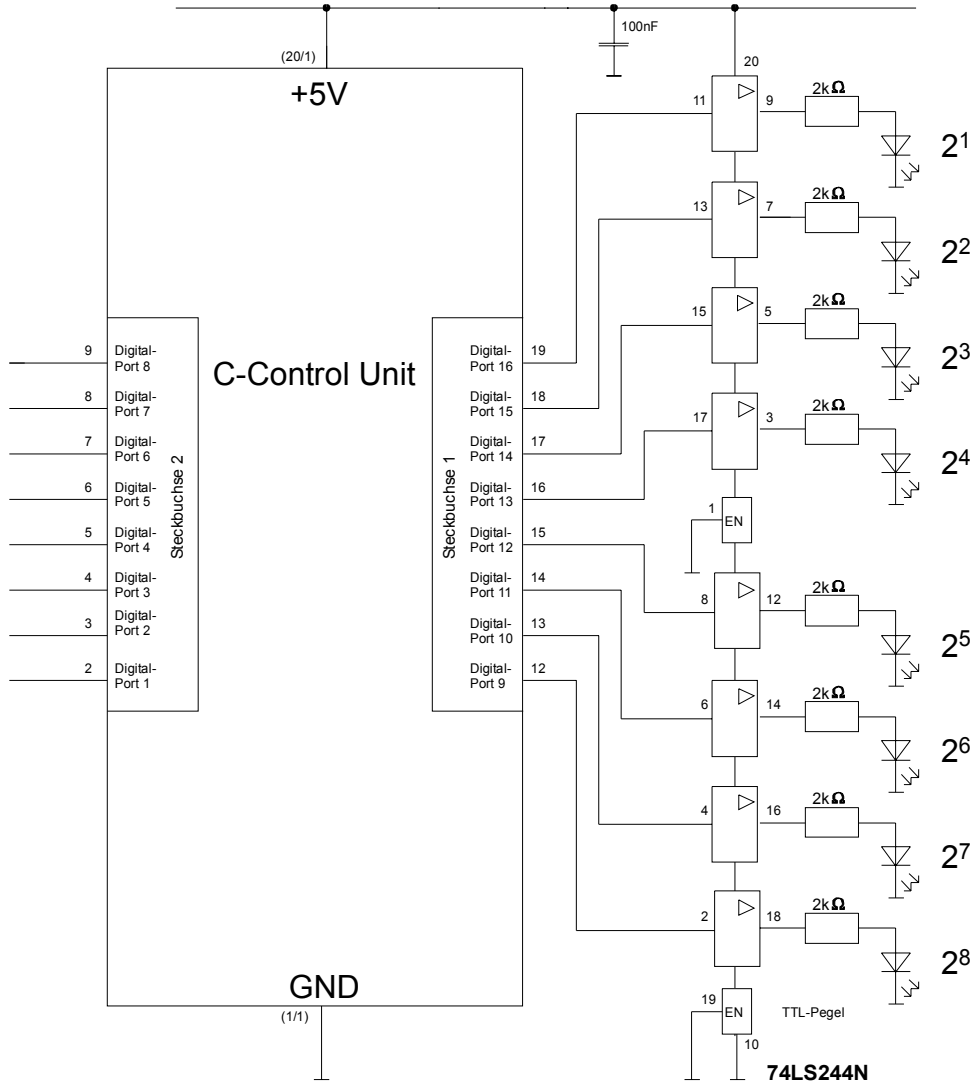 100nF
(20/1)
20
+5V
11
9
2kΩ
2¹
13
7
2kΩ
2²
15
5
2kΩ
2³
C-Control Unit
Steckbuchse 2
9
Digital-
Port 8
8
Digital-
Port 7
7
Digital-
Port 6
6
Digital-
Port 5
5
Digital-
Port 4
4
Digital-
Port 3
3
Digital-
Port 2
2
Digital-
Port 1
Steckbuchse 1
Digital-
Port 16
19
Digital-
Port 15
18
Digital-
Port 14
17
Digital-
Port 13
16
Digital-
Port 12
15
Digital-
Port 11
14
Digital-
Port 10
13
Digital-
Port 9
12
17
3
2kΩ
2⁴
1
EN
8
12
2kΩ
2⁵
6
14
2kΩ
2⁶
4
16
2kΩ
2⁷
2
18
2kΩ
2⁸
GND
(1/1)
19
EN
TTL-Pegel
10
74LS244N